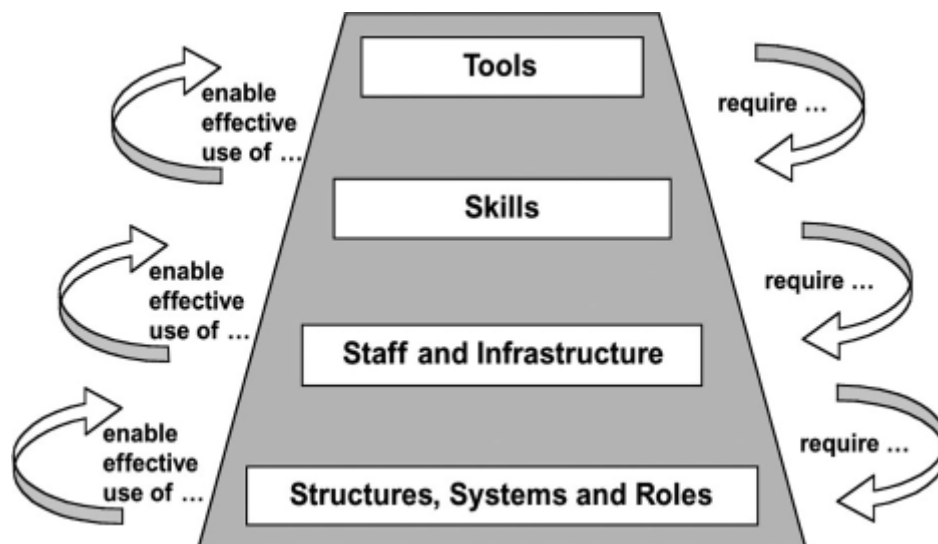 Tools
enable
effective
use of ...
require ...
Skills
enable
effective
use of ...
require ...
Staff and Infrastructure
enable
effective
use of ...
require ...
Structures, Systems and Roles